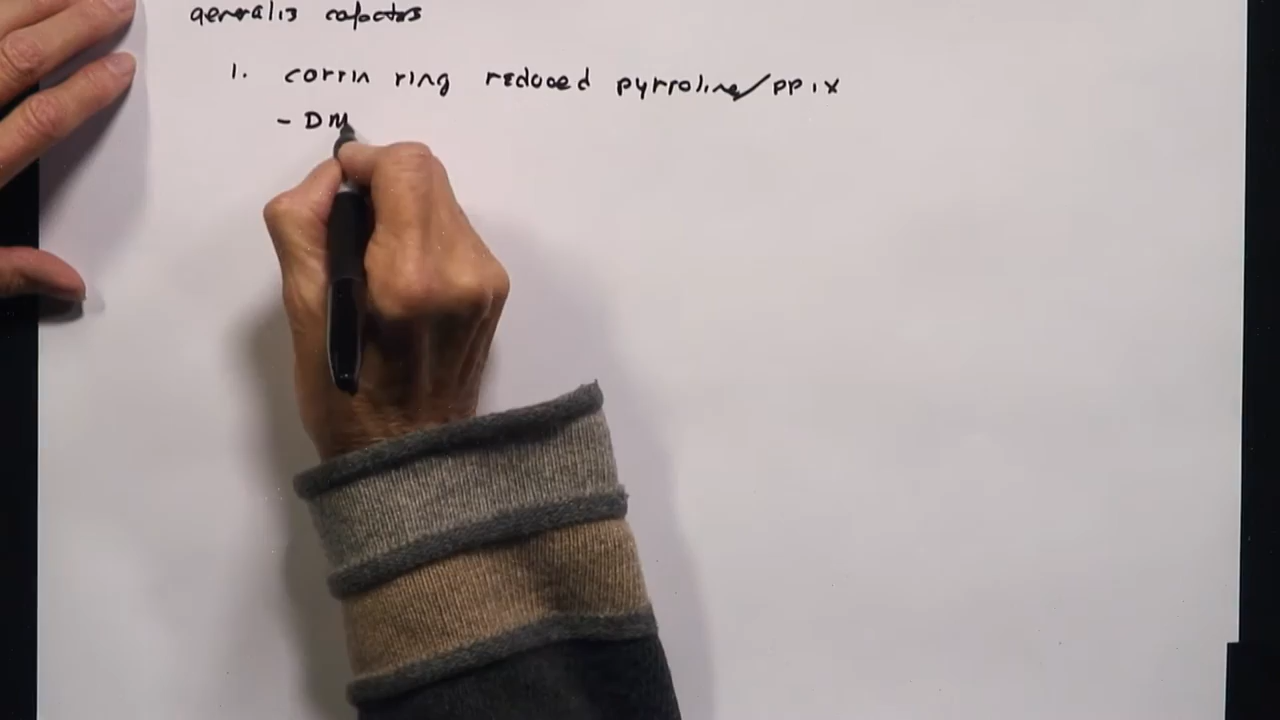 generalis cofactors
1. corrin ring reduced pyrroline/PPIX
- DM